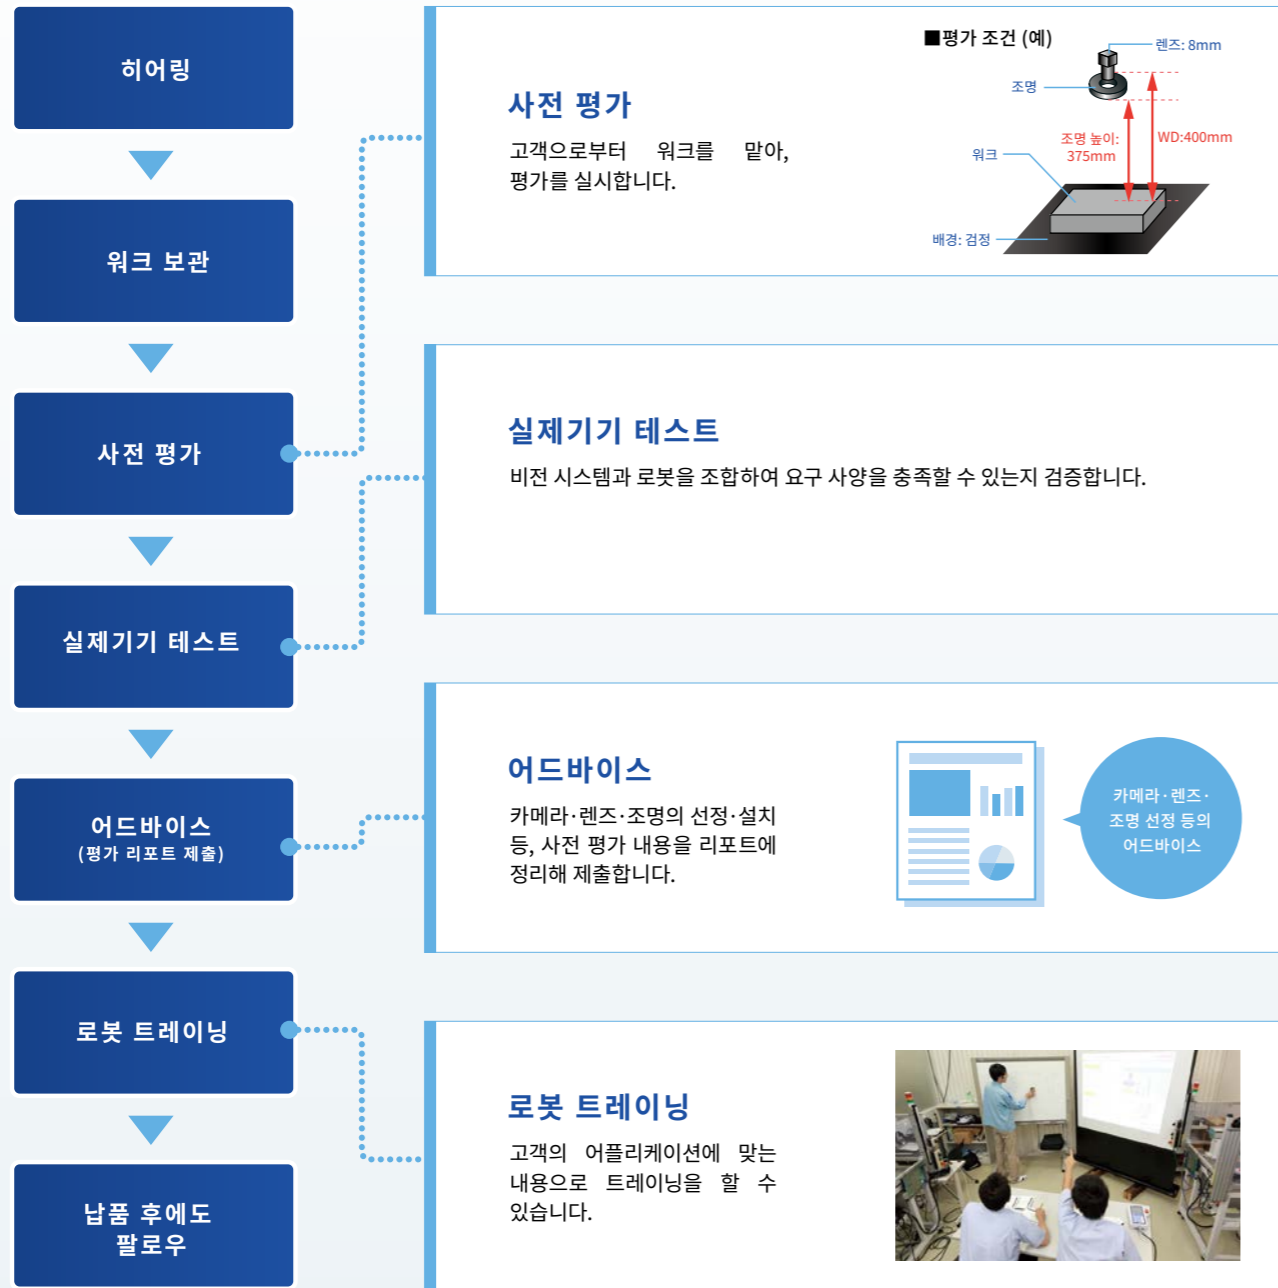 히어링
워크 보관
사전 평가
실제기기 테스트
어드바이스
(평가 리포트 제출)
로봇 트레이닝
납품 후에도
팔로우
사전 평가
고객으로부터 워크를 맡아,
평가를 실시합니다.
■평가 조건 (예)
렌즈: 8mm
조명
조명 높이:
375mm
WD:400mm
워크
배경: 검정
실제기기 테스트
비전 시스템과 로봇을 조합하여 요구 사양을 충족할 수 있는지 검증합니다.
어드바이스
카메라·렌즈·조명의 선정·설치
등, 사전 평가 내용을 리포트에
정리해 제출합니다.
카메라·렌즈·
조명 선정 등의
어드바이스
로봇 트레이닝
고객의 어플리케이션에 맞는
내용으로 트레이닝을 할 수
있습니다.